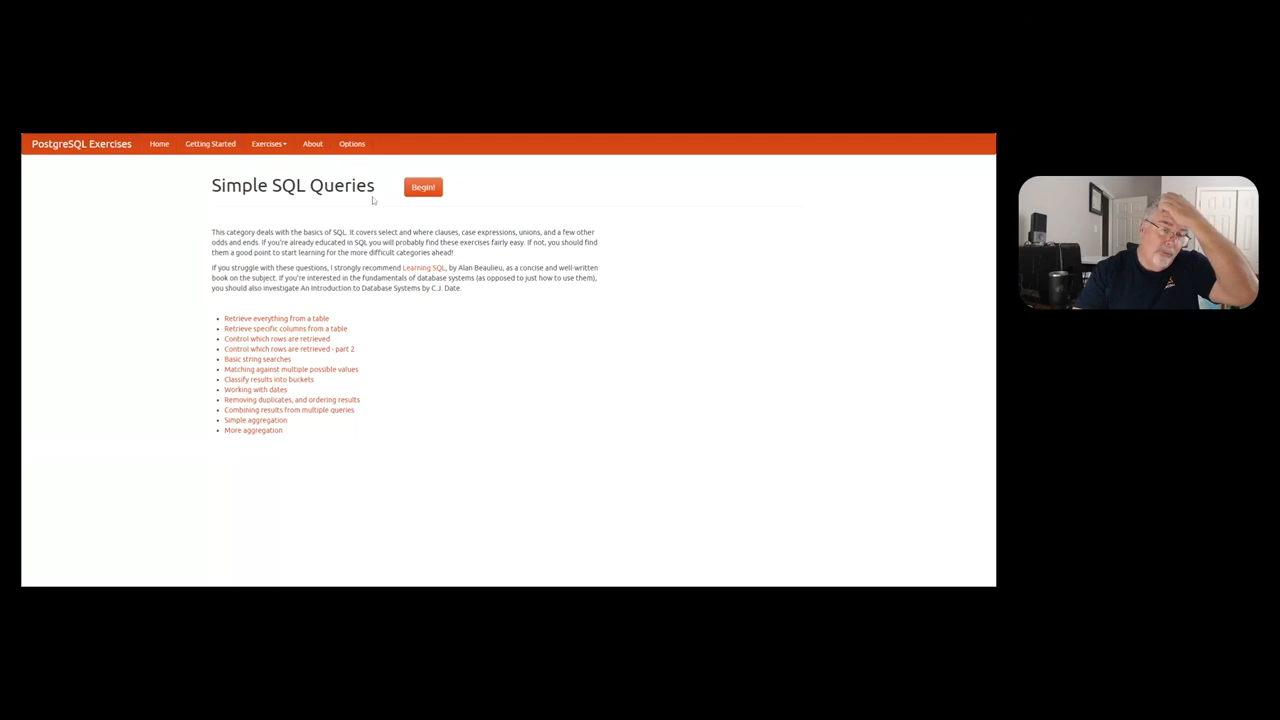 PostgreSQL Exercises Home Getting Started Exercises About Options
Simple SQL Queries Begin!
This category deals with the basics of SQL. It covers select and where clauses, case expressions, unions, and a few other
odds and ends. If you're already educated in SQL you will probably find these exercises fairly easy. If not, you should find
them a good point to start learning for the more difficult categories ahead!
If you struggle with these questions, I strongly recommend Learning SQL, by Alan Beaulieu, as a concise and well-written
book on the subject. If you're interested in the fundamentals of database systems (as opposed to just how to use them),
you should also investigate An Introduction to Database Systems by C.J. Date.
Retrieve everything from a table
Retrieve specific columns from a table
Control which rows are retrieved
Control which rows are retrieved - part 2
Basic string searches
Matching against multiple possible values
Classify results into buckets
Working with dates
Removing duplicates, and ordering results
Combining results from multiple queries
Simple aggregation
More aggregation